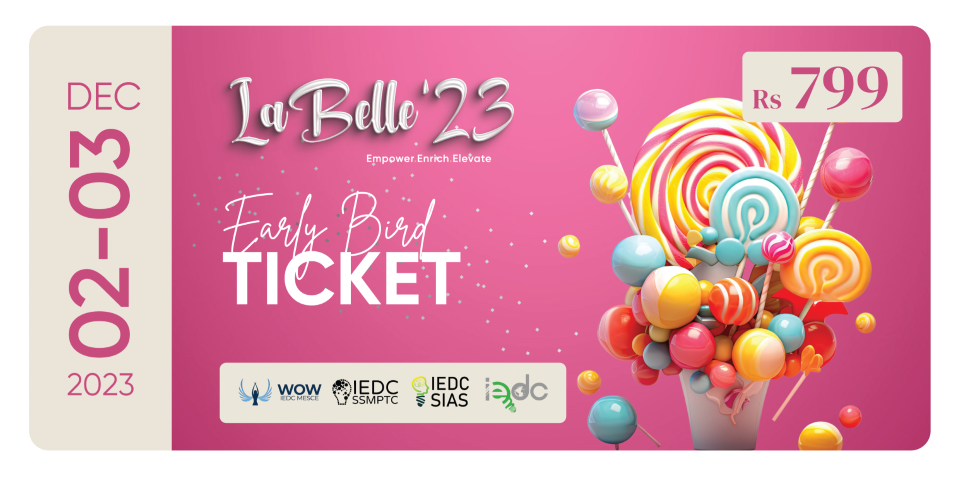 DEC
02-03
2023
La Belle '23
Empower.Enrich.Elevate
Early Bird
TICKET
Rs 799
WOW
IEDC MESCE
IEDC
SSMPTC
IEDC
SIAS
iedc